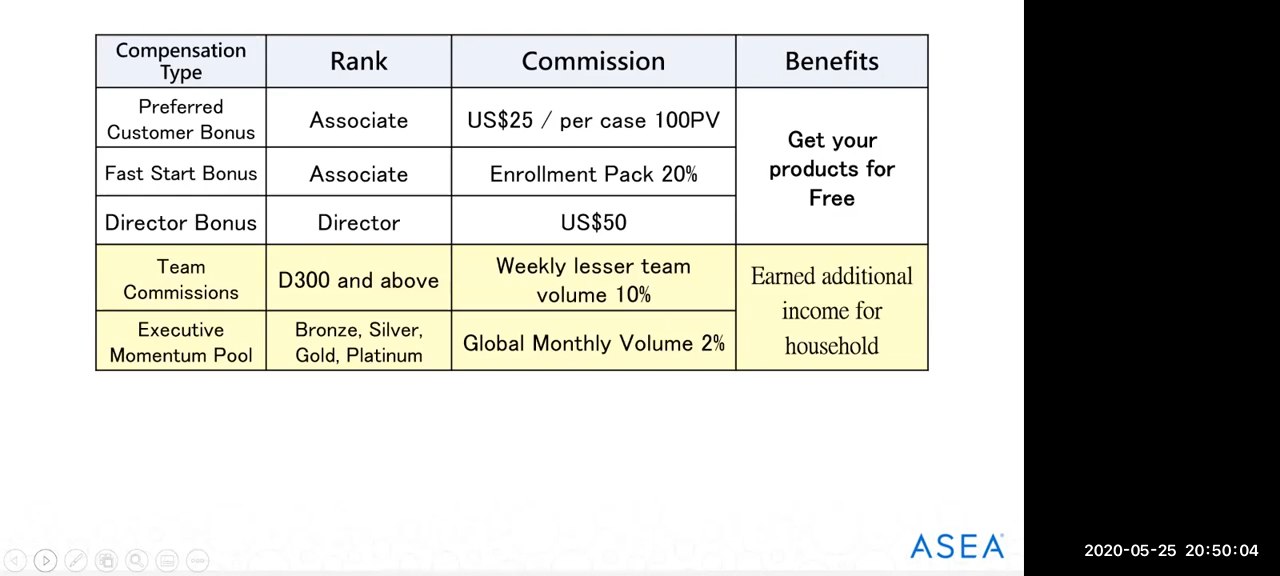 Compensation
Type
Rank
Commission
Benefits
Preferred
Customer Bonus
Associate
US$25 / per case 100PV
Get your
products for
Free
Fast Start Bonus
Associate
Enrollment Pack 20%
Director Bonus
Director
US$50
Team
Commissions
D300 and above
Weekly lesser team
volume 10%
Earned additional
income for
household
Executive
Momentum Pool
Bronze, Silver,
Gold, Platinum
Global Monthly Volume 2%
ASEA
2020-05-25 20:50:04